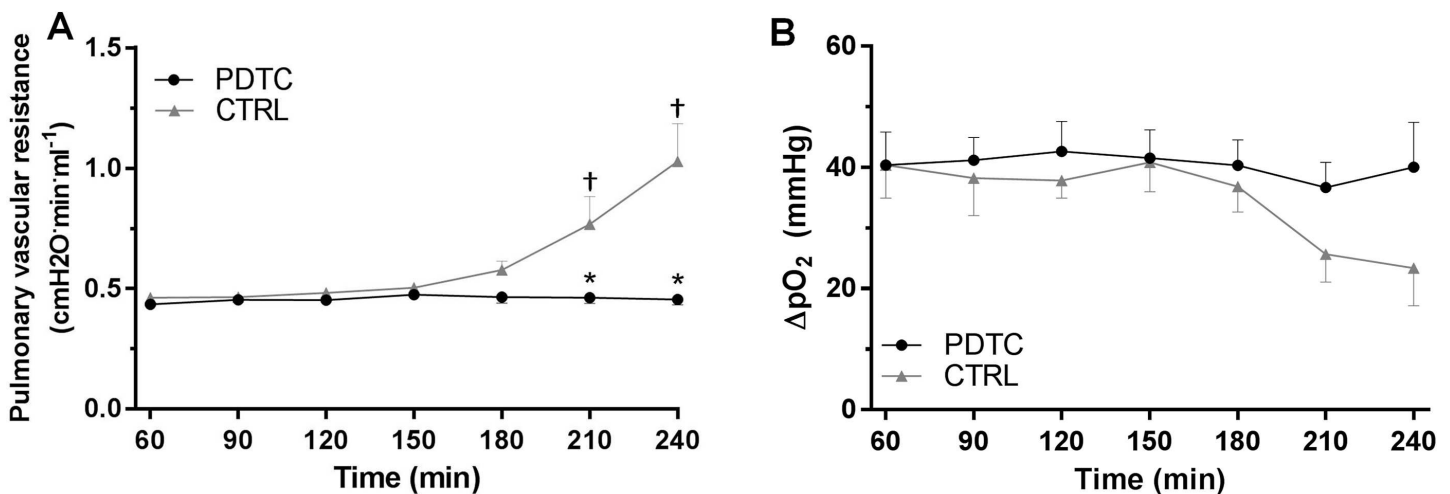 A
Pulmonary vascular resistance
(cmH2O·min·ml⁻¹)
1.5
1.0
0.5
0.0
PDTC
CTRL
†
†
*
*
60 90 120 150 180 210 240
Time (min)
B
ΔpO₂ (mmHg)
60
40
20
0
PDTC
CTRL
60 90 120 150 180 210 240
Time (min)